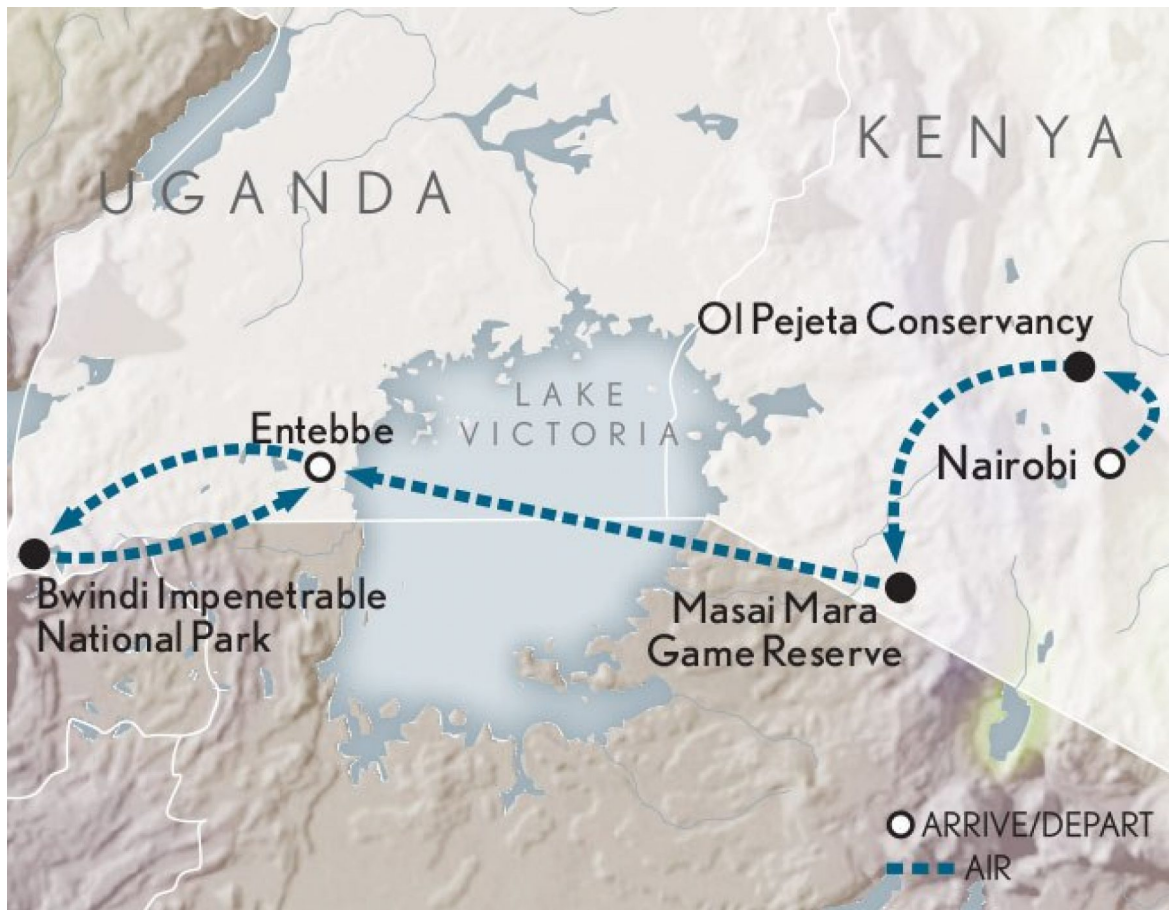 KENYA
UGANDA
Ol Pejeta Conservancy
LAKE
VICTORIA
Entebbe
Nairobi
Bwindi Impenetrable
National Park
Masai Mara
Game Reserve
ARRIVE/DEPART
AIR